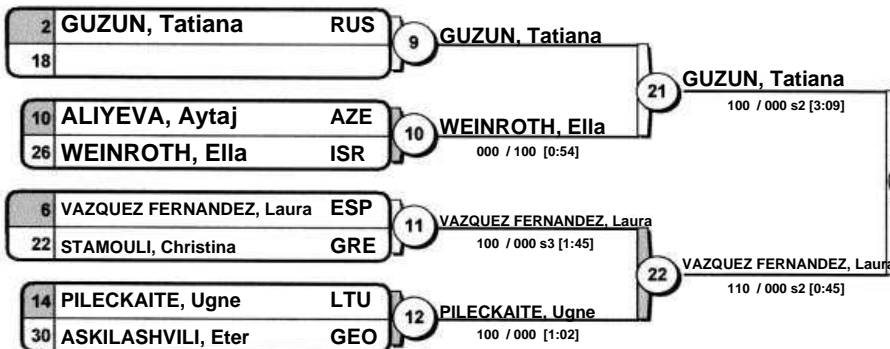 2 GUZUN, Tatiana RUS
18
9 GUZUN, Tatiana
10 ALIYEVA, Aytaj AZE
26 WEINROTH, Ella ISR
10 WEINROTH, Ella
000 / 100 [0:54]
21 GUZUN, Tatiana
100 / 000 s2 [3:09]
6 VAZQUEZ FERNANDEZ, Laura ESP
22 STAMOULI, Christina GRE
11 VAZQUEZ FERNANDEZ, Laura
100 / 000 s3 [1:45]
14 PILECKAITE, Ugne LTU
30 ASKILASHVILI, Eter GEO
12 PILECKAITE, Ugne
100 / 000 [1:02]
22 VAZQUEZ FERNANDEZ, Laura
110 / 000 s2 [0:45]